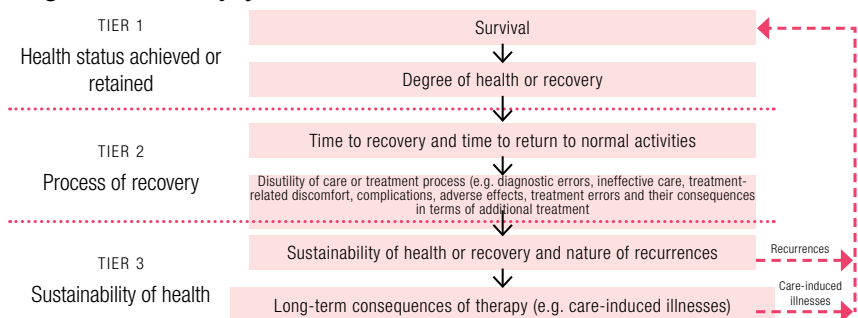 TIER 1
Health status achieved or
retained
Survival
Degree of health or recovery
TIER 2
Process of recovery
Time to recovery and time to return to normal activities
Disutility of care or treatment process (e.g. diagnostic errors, ineffective care, treatment-
related discomfort, complications, adverse effects, treatment errors and their consequences
in terms of additional treatment
TIER 3
Sustainability of health
Sustainability of health or recovery and nature of recurrences
Recurrences
Long-term consequences of therapy (e.g. care-induced illnesses)
Care-induced
illnesses